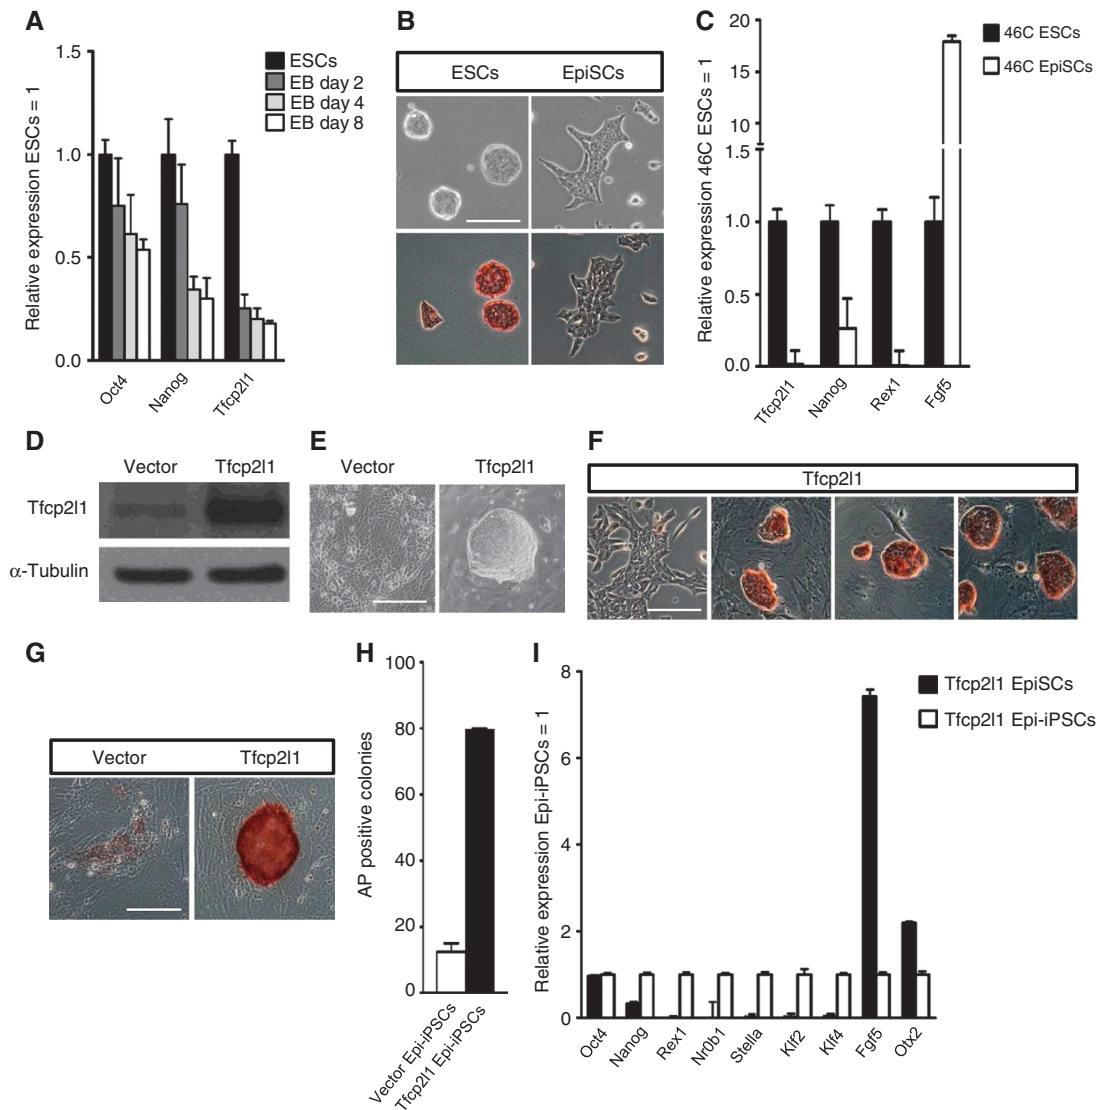 A
Relative expression ESCs = 1
1.5
1.0
0.5
0.0
ESCs
EB day 2
EB day 4
EB day 8
Oct4
Nanog
Tfcp2l1
B
ESCs
EpiSCs
C
Relative expression 46C ESCs = 1
20
15
10
1.5
1.0
0.5
0.0
46C ESCs
46C EpiSCs
Tfcp2l1
Nanog
Rex1
Fgf5
D
Vector
Tfcp2l1
Tfcp2l1
α-Tubulin
E
Vector
Tfcp2l1
F
Tfcp2l1
G
Vector
Tfcp2l1
H
AP positive colonies
100
80
60
40
20
0
Vector Epi-iPSCs
Tfcp2l1 Epi-iPSCs
I
Relative expression Epi-iPSCs = 1
8
6
4
2
0
Tfcp2l1 EpiSCs
Tfcp2l1 Epi-iPSCs
Oct4
Nanog
Rex1
Nr0b1
Stella
Klf2
Klf4
Fgf5
Otx2